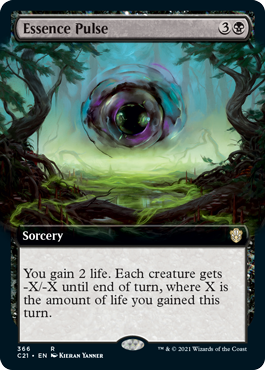 Essence Pulse 3
Sorcery
You gain 2 life. Each creature gets
-X/-X until end of turn, where X is
the amount of life you gained this
turn.
366 R
C21 • EN KIERAN YANNER
™ & © 2021 Wizards of the Coast